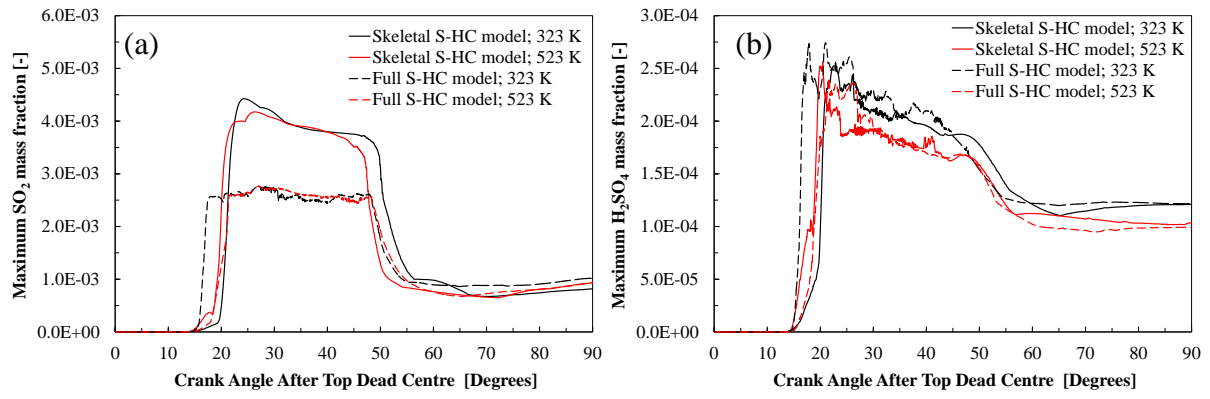 (a)
Maximum SO2 mass fraction [-]
6.0E-03
5.0E-03
4.0E-03
3.0E-03
2.0E-03
1.0E-03
0.0E+00
Skeletal S-HC model; 323 K
Skeletal S-HC model; 523 K
Full S-HC model; 323 K
Full S-HC model; 523 K
0 10 20 30 40 50 60 70 80 90
Crank Angle After Top Dead Centre [Degrees]
(b)
Maximum H2SO4 mass fraction [-]
3.0E-04
2.5E-04
2.0E-04
1.5E-04
1.0E-04
5.0E-05
0.0E+00
Skeletal S-HC model; 323 K
Skeletal S-HC model; 523 K
Full S-HC model; 323 K
Full S-HC model; 523 K
0 10 20 30 40 50 60 70 80 90
Crank Angle After Top Dead Centre [Degrees]